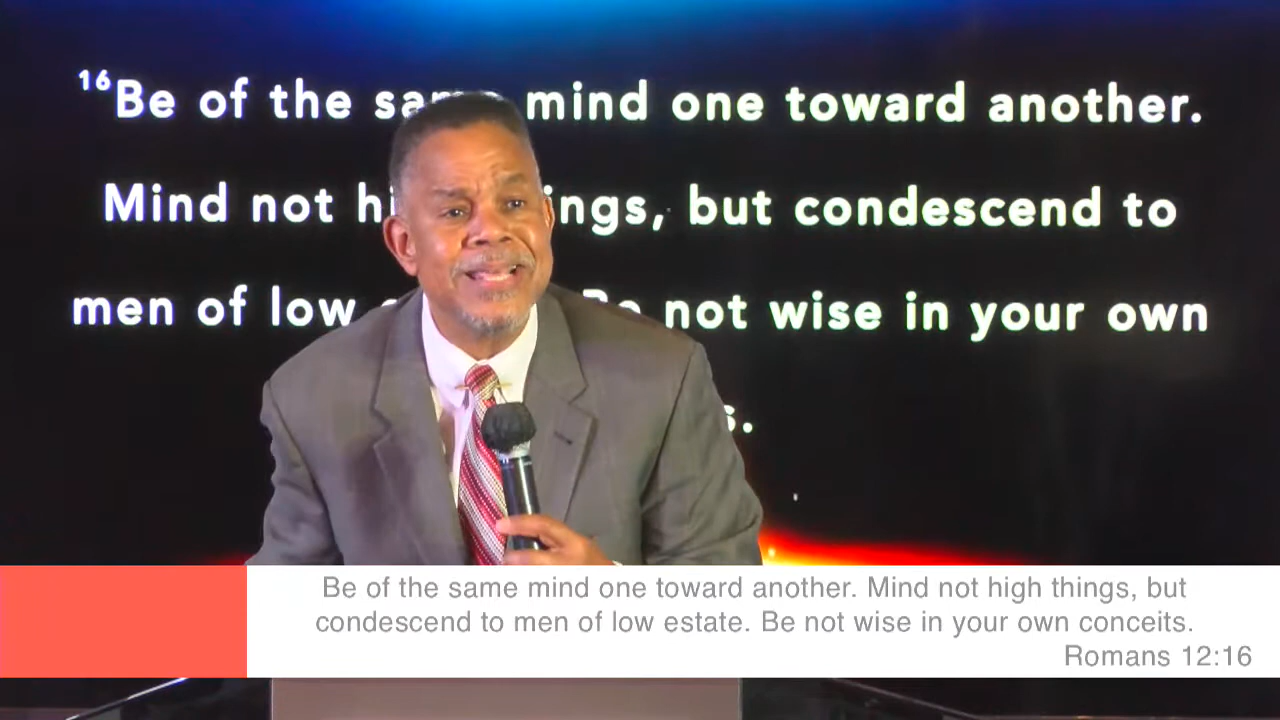 16Be of the sa mind one toward another.
Mind not hi ings, but condescend to
men of low not wise in your own
s.
Be of the same mind one toward another. Mind not high things, but
condescend to men of low estate. Be not wise in your own conceits.
Romans 12:16